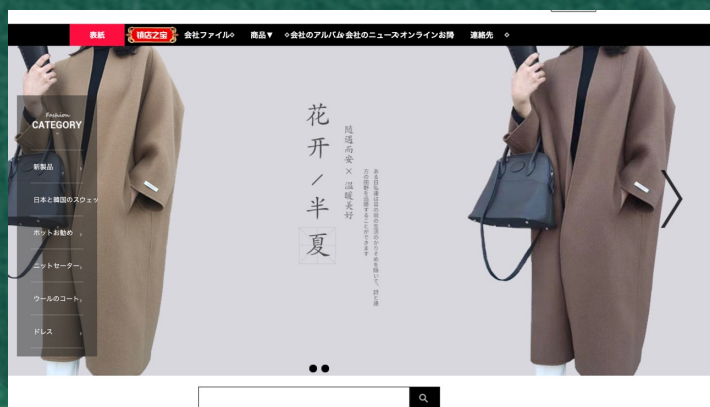 表紙
镇店之宝
会社ファイル
商品▼
会社のアルバム
会社のニュース
オンラインお問
連絡先
Fashion
CATEGORY
新製品
日本と韓国のスウェッ
ホットお勧め
ニットセーター
ウールのコート
ドレス
花开/半夏
随遇而安×温暖美好